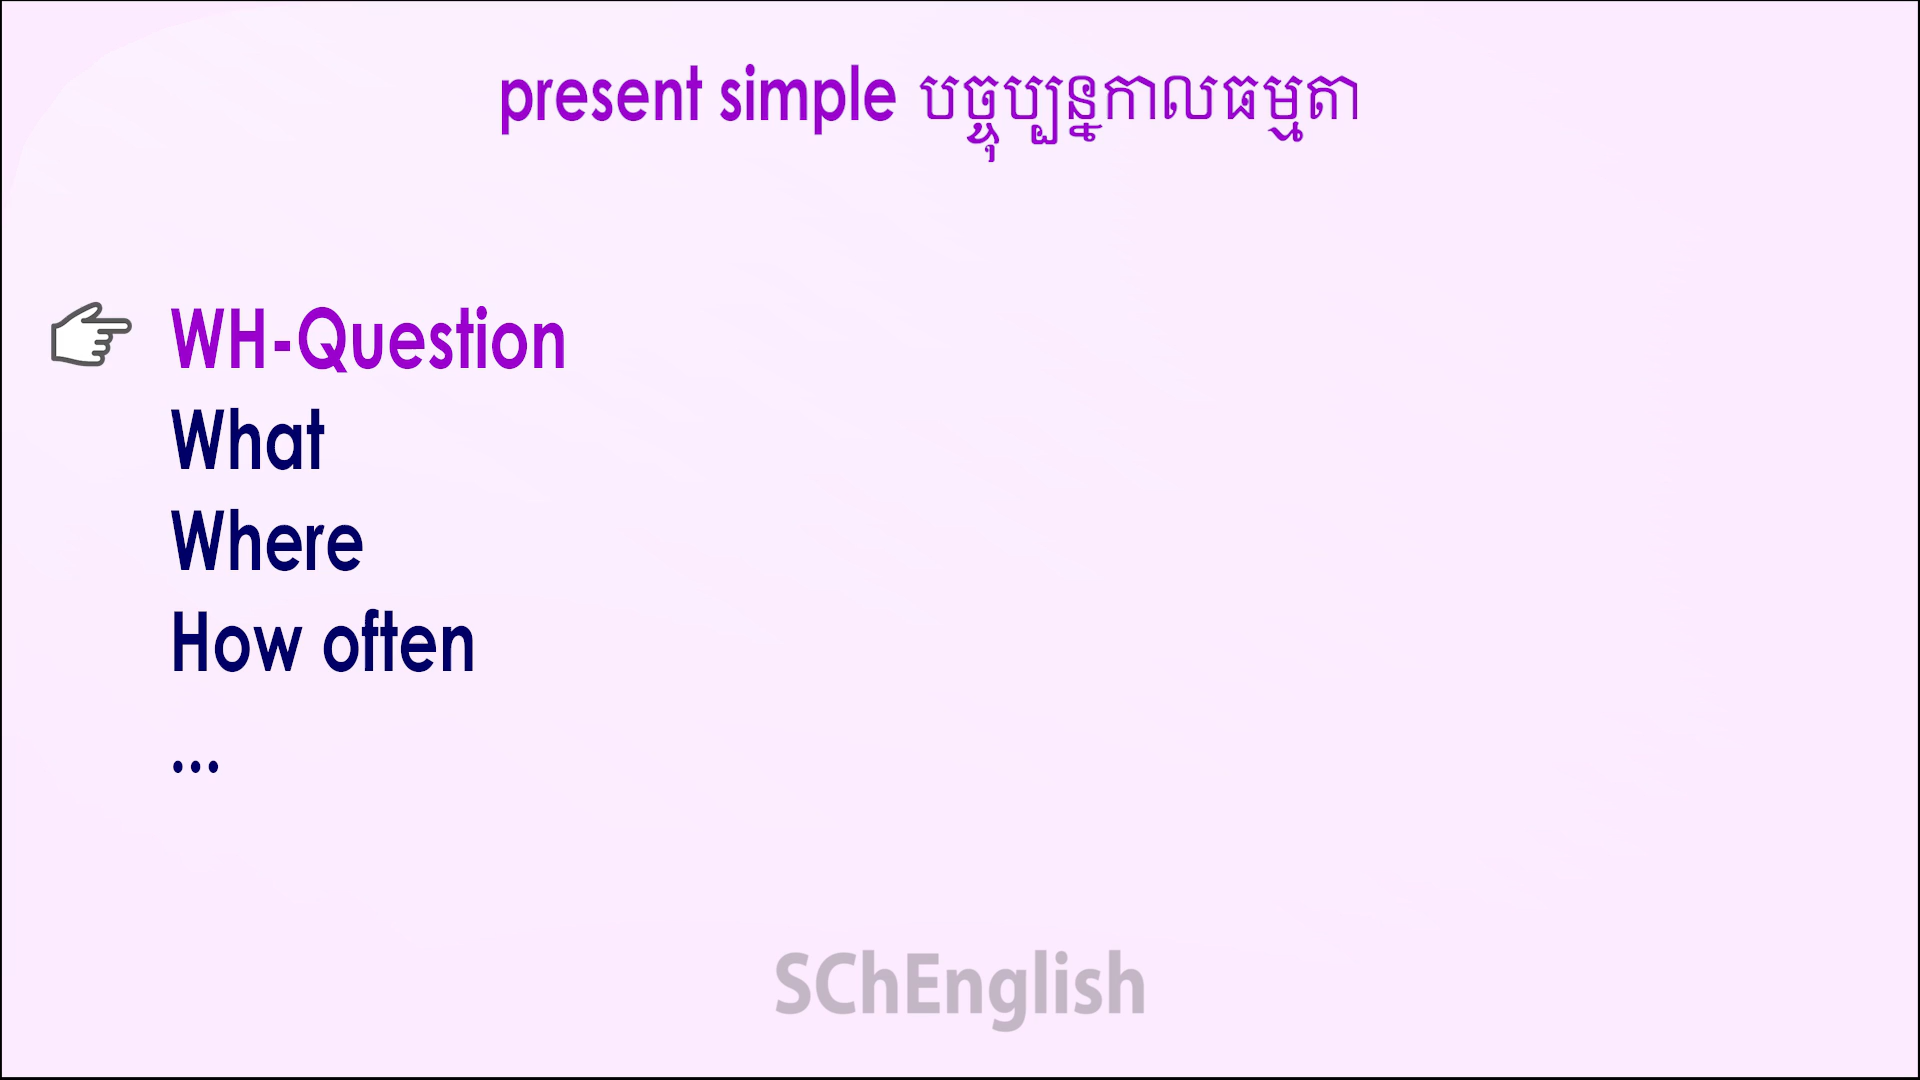 present simple បច្ចុប្បន្នកាលធម្មតា
WH-Question
What
Where
How often
...
SChEnglish